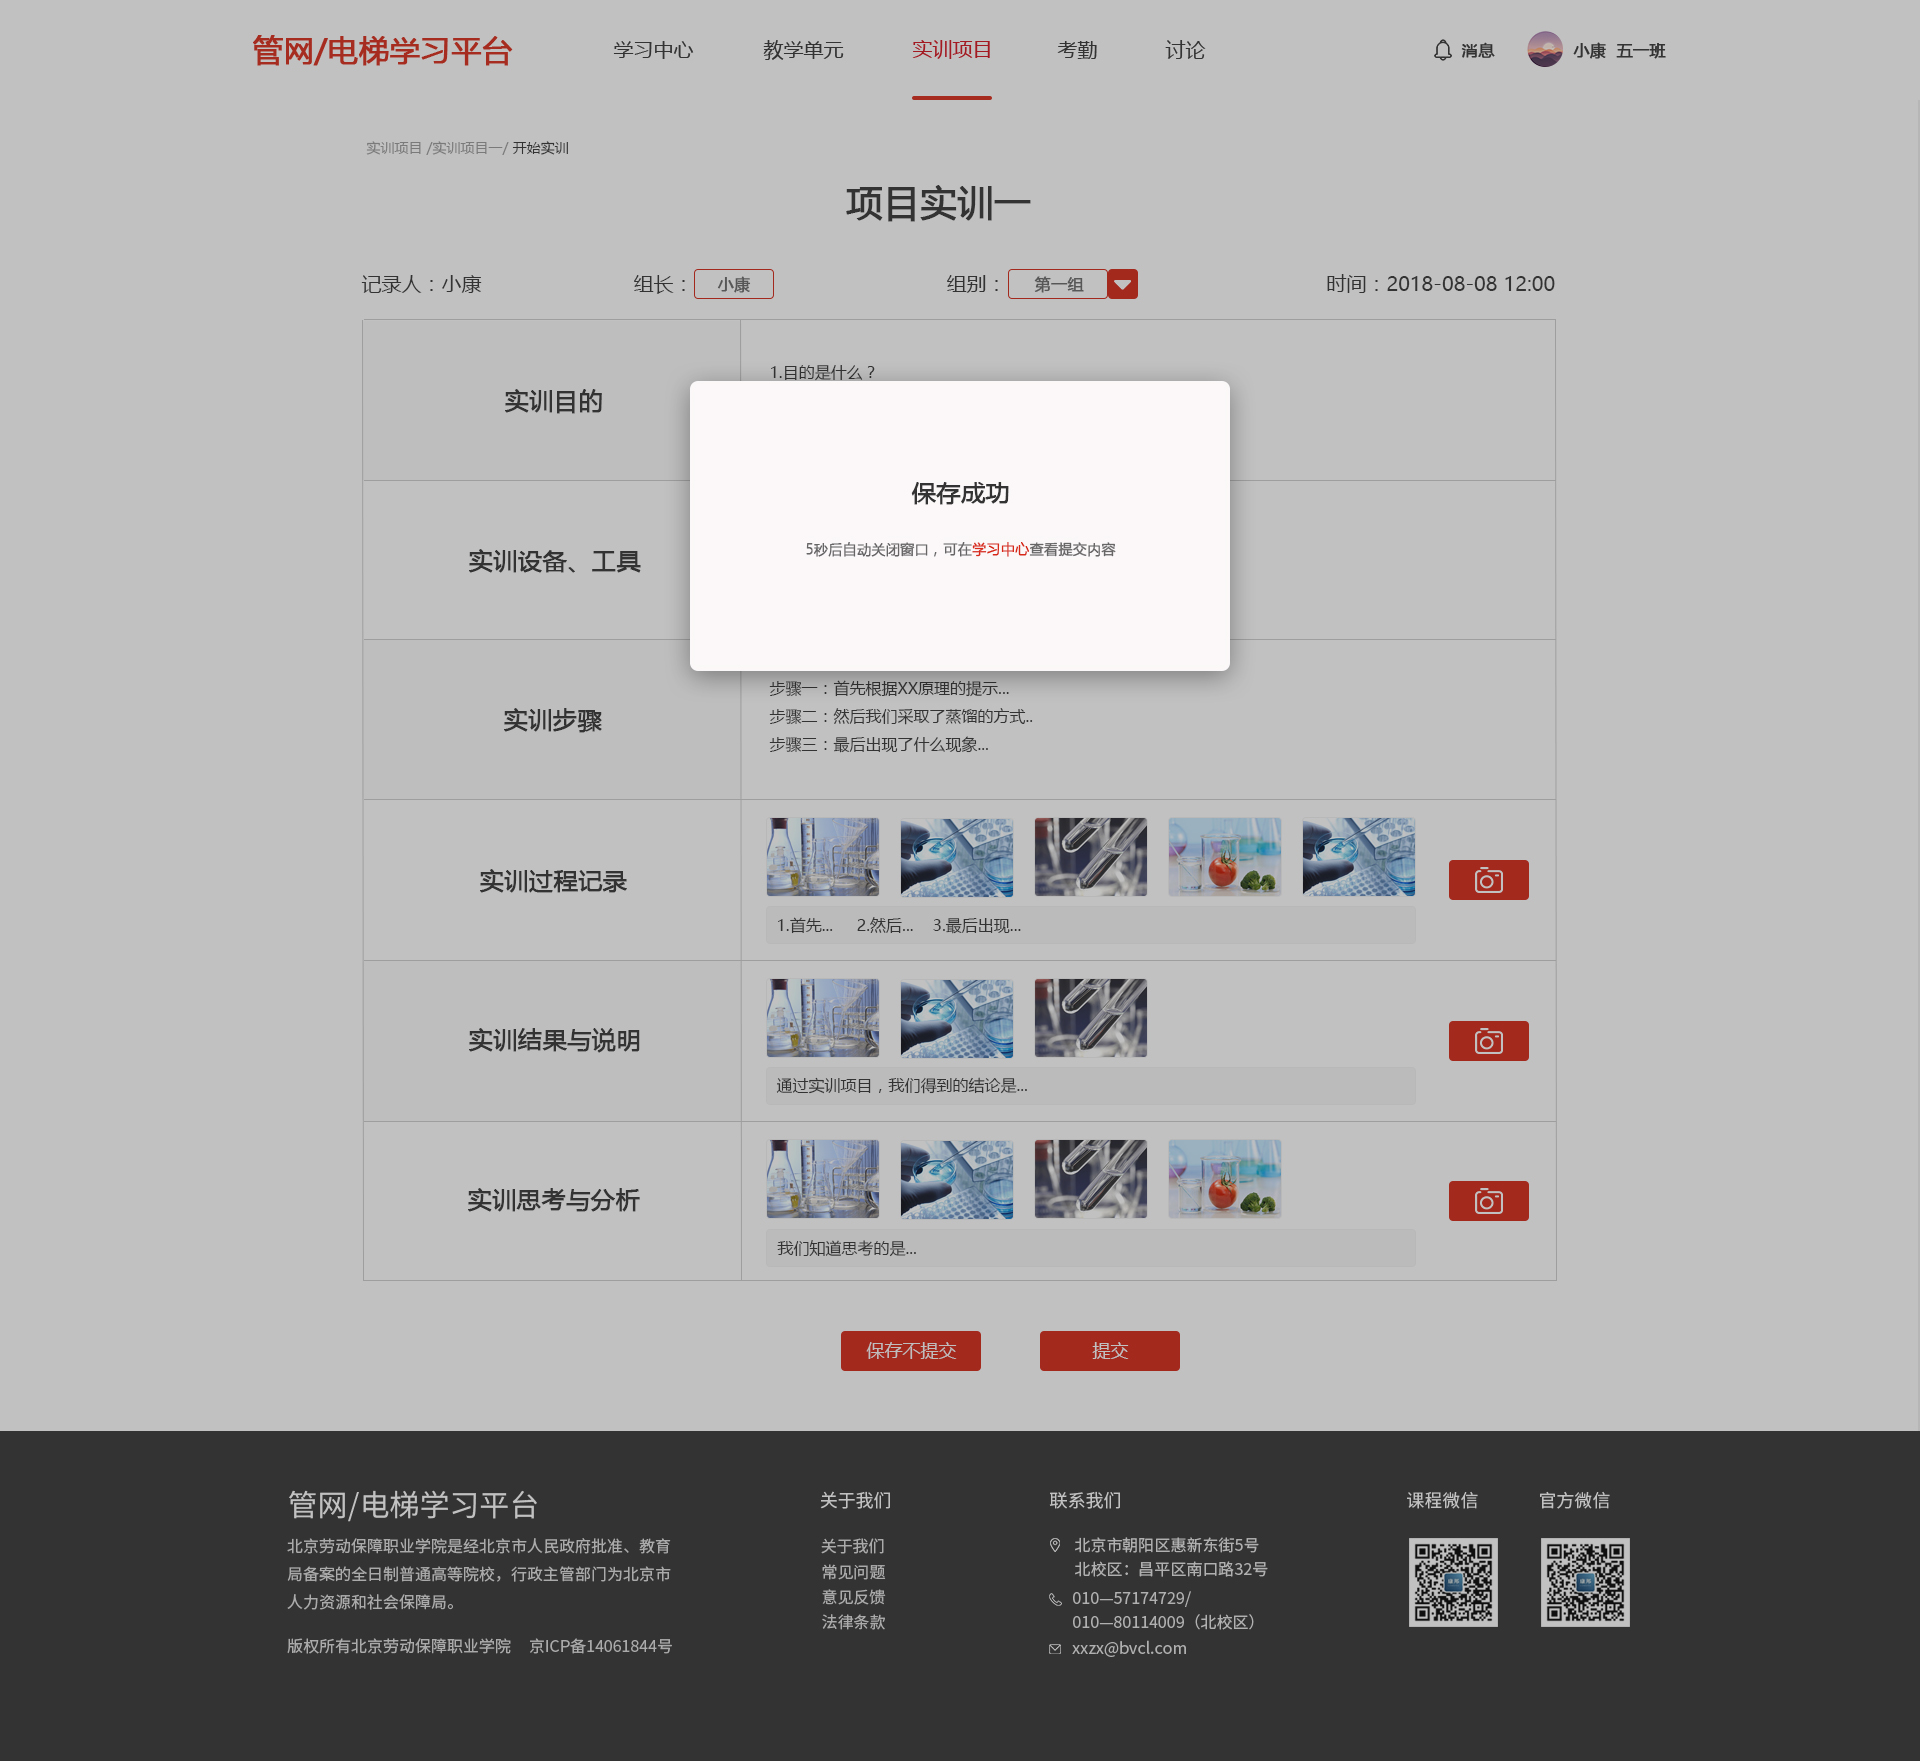 管网/电梯学习平台 学习中心 教学单元 实训项目 考勤 讨论 消息 小康 五一班
实训项目 /实训项目一/ 开始实训
项目实训一
记录人：小康 组长： 小康 组别： 第一组 时间：2018-08-08 12:00
实训目的
1.目的是什么？
保存成功
5秒后自动关闭窗口，可在学习中心查看提交内容
实训设备、工具
实训步骤
步骤一：首先根据XX原理的提示...
步骤二：然后我们采取了蒸馏的方式..
步骤三：最后出现了什么现象...
实训过程记录
1.首先... 2.然后... 3.最后出现...
实训结果与说明
通过实训项目，我们得到的结论是...
实训思考与分析
我们知道思考的是...
保存不提交 提交
管网/电梯学习平台
北京劳动保障职业学院是经北京市人民政府批准、教育
局备案的全日制普通高等院校，行政主管部门为北京市
人力资源和社会保障局。
版权所有北京劳动保障职业学院 京ICP备14061844号
关于我们
关于我们
常见问题
意见反馈
法律条款
联系我们
北京市朝阳区惠新东街5号
北校区：昌平区南口路32号
010—57174729/
010—80114009（北校区）
xxzx@bvcl.com
课程微信 官方微信